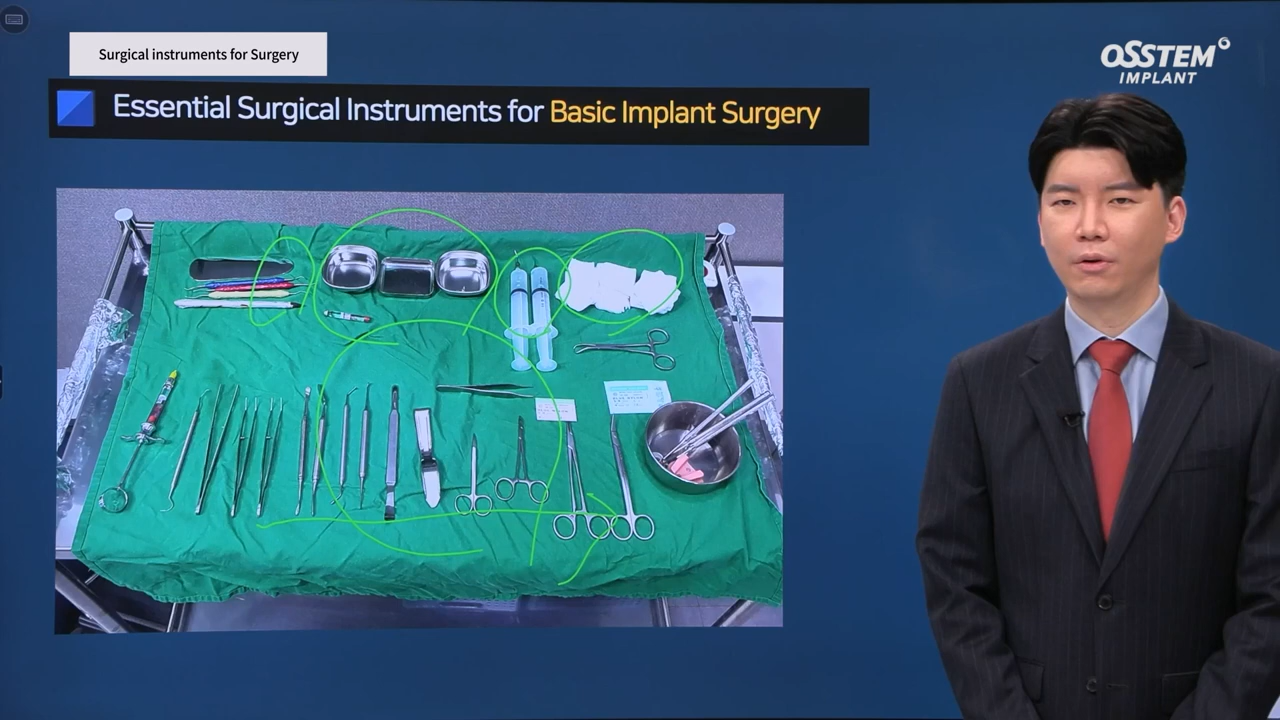 Surgical instruments for Surgery
OSSTEM
IMPLANT
Essential Surgical Instruments for Basic Implant Surgery